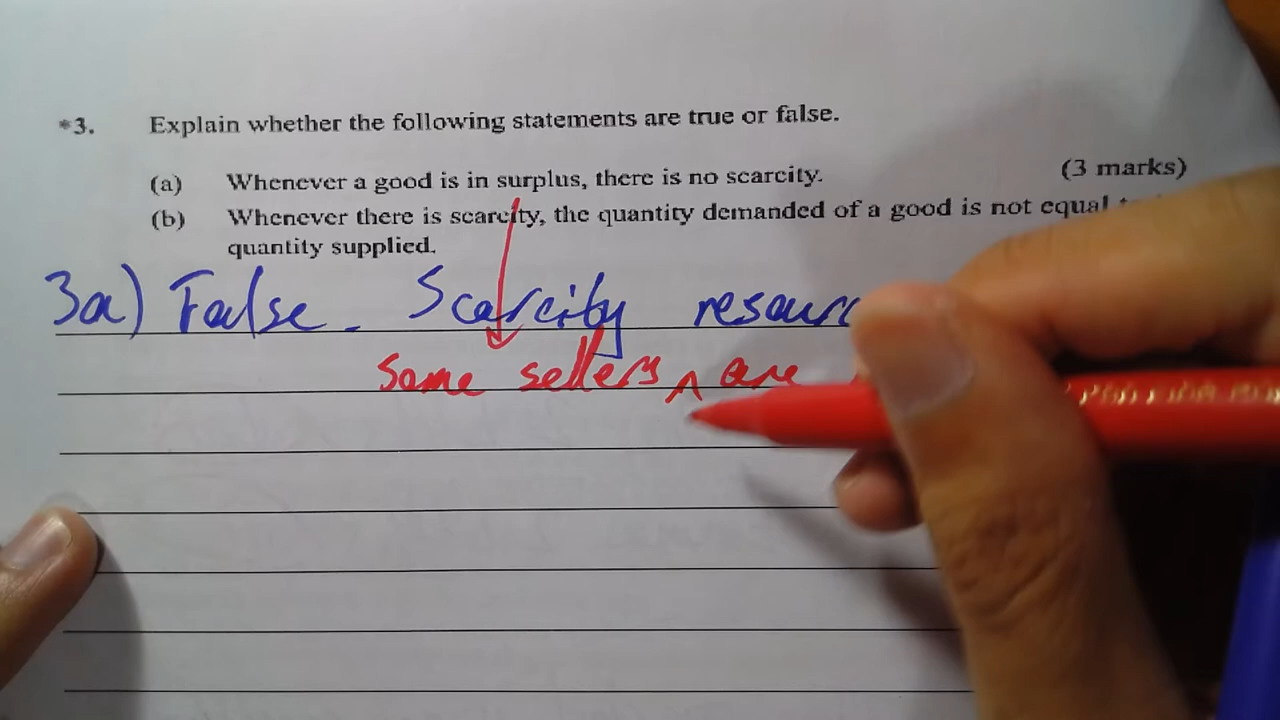 *3. Explain whether the following statements are true or false.
(a) Whenever a good is in surplus, there is no scarcity. (3 marks)
(b) Whenever there is scarcity, the quantity demanded of a good is not equal
quantity supplied.
3a) False. Scarcity
some sellers ^ are